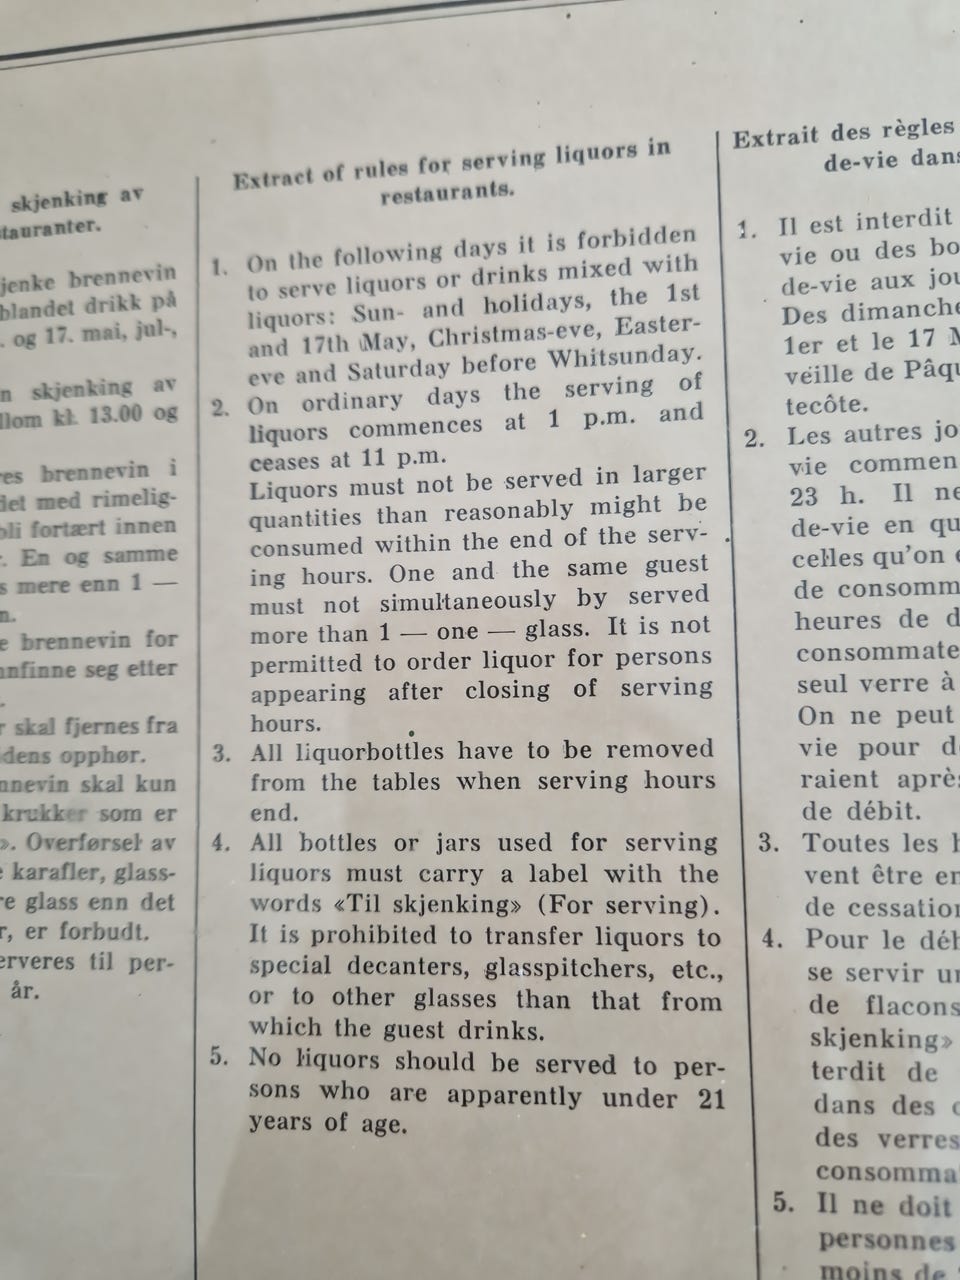 skjenking av
tauranter.
jenke brennevin
blandet drikk på
. og 17. mai, jul-,
n skjenking av
llom kl. 13.00 og
res brennevin i
det med rimelig-
bli fortært innen
r. En og samme
s mere enn 1 —
n.
e brennevin for
nnfinne seg etter
.
r skal fjernes fra
dens opphør.
nnevin skal kun
krukker som er
». Overførsel av
e karafler, glass-
re glass enn det
r, er forbudt.
erveres til per-
år.
Extract of rules for serving liquors in
restaurants.
1. On the following days it is forbidden
to serve liquors or drinks mixed with
liquors: Sun- and holidays, the 1st
and 17th May, Christmas-eve, Easter-
eve and Saturday before Whitsunday.
2. On ordinary days the serving of
liquors commences at 1 p.m. and
ceases at 11 p.m.
Liquors must not be served in larger
quantities than reasonably might be
consumed within the end of the serv-
ing hours. One and the same guest
must not simultaneously by served
more than 1 — one — glass. It is not
permitted to order liquor for persons
appearing after closing of serving
hours.
3. All liquorbottles have to be removed
from the tables when serving hours
end.
4. All bottles or jars used for serving
liquors must carry a label with the
words «Til skjenking» (For serving).
It is prohibited to transfer liquors to
special decanters, glasspitchers, etc.,
or to other glasses than that from
which the guest drinks.
5. No liquors should be served to per-
sons who are apparently under 21
years of age.
Extrait des règles
de-vie dans
1. Il est interdit
vie ou des bo
de-vie aux jou
Des dimanche
1er et le 17 M
veille de Pâqu
tecôte.
2. Les autres jo
vie commen
23 h. Il ne
de-vie en qu
celles qu'on
de consomm
heures de d
consommate
seul verre à
On ne peut
vie pour d
raient après
de débit.
3. Toutes les b
vent être en
de cessation
4. Pour le déb
se servir un
de flacons
skjenking»
terdit de
dans des c
des verres
consomma
5. Il ne doit
personnes
moins de